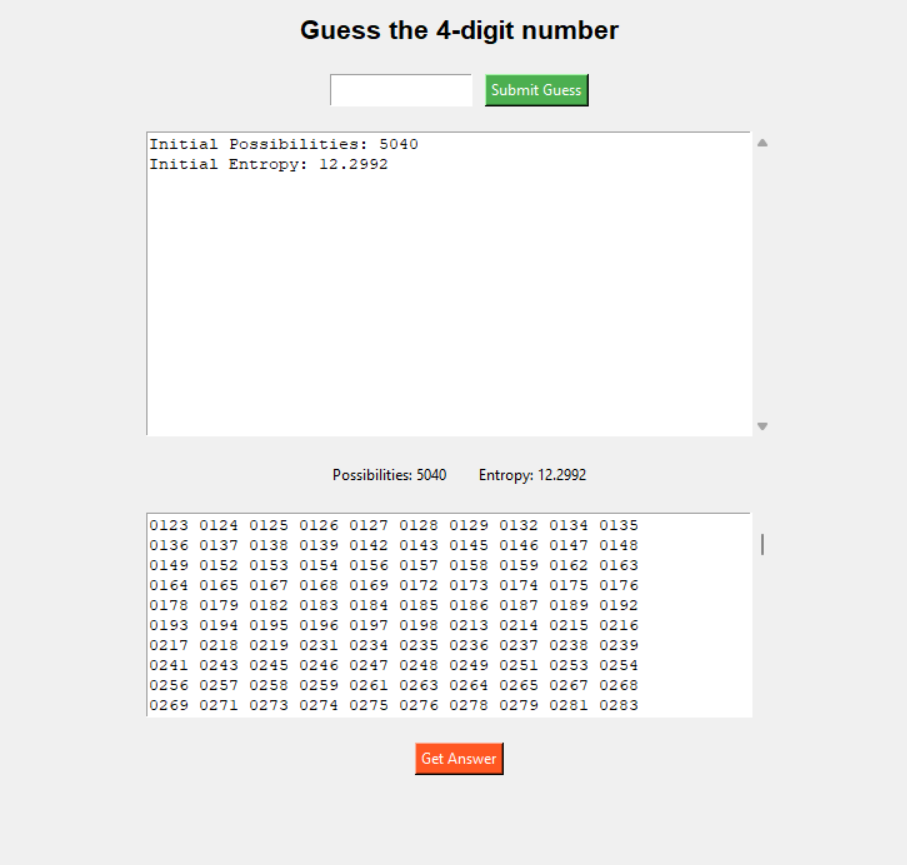 Guess the 4-digit number
Submit Guess
Initial Possibilities: 5040
Initial Entropy: 12.2992
Possibilities: 5040 Entropy: 12.2992
0123 0124 0125 0126 0127 0128 0129 0132 0134 0135
0136 0137 0138 0139 0142 0143 0145 0146 0147 0148
0149 0152 0153 0154 0156 0157 0158 0159 0162 0163
0164 0165 0167 0168 0169 0172 0173 0174 0175 0176
0178 0179 0182 0183 0184 0185 0186 0187 0189 0192
0193 0194 0195 0196 0197 0198 0213 0214 0215 0216
0217 0218 0219 0231 0234 0235 0236 0237 0238 0239
0241 0243 0245 0246 0247 0248 0249 0251 0253 0254
0256 0257 0258 0259 0261 0263 0264 0265 0267 0268
0269 0271 0273 0274 0275 0276 0278 0279 0281 0283
Get Answer